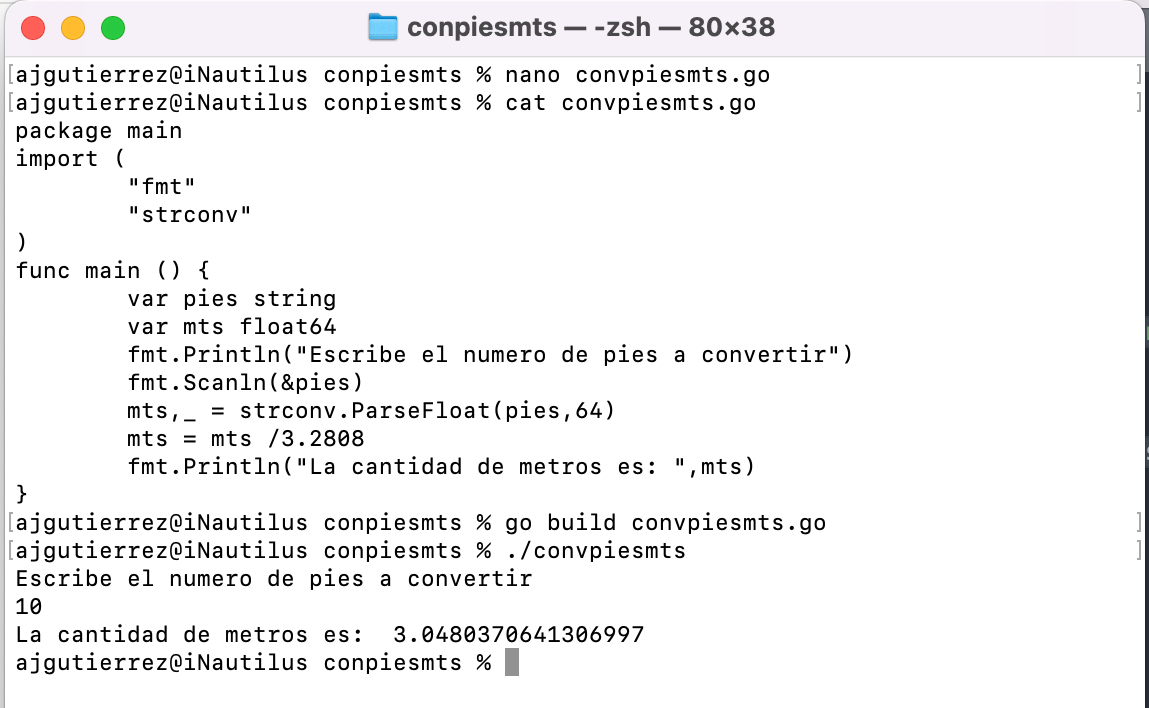 conpiesmts — -zsh — 80×38
[ajgutierrez@iNautilus conpiesmts % nano convpiesmts.go ]
[ajgutierrez@iNautilus conpiesmts % cat convpiesmts.go ]
package main
import (
        "fmt"
        "strconv"
)
func main () {
        var pies string
        var mts float64
        fmt.Println("Escribe el numero de pies a convertir")
        fmt.Scanln(&pies)
        mts,_ = strconv.ParseFloat(pies,64)
        mts = mts /3.2808
        fmt.Println("La cantidad de metros es: ",mts)
}
[ajgutierrez@iNautilus conpiesmts % go build convpiesmts.go ]
[ajgutierrez@iNautilus conpiesmts % ./convpiesmts ]
Escribe el numero de pies a convertir
10
La cantidad de metros es:  3.0480370641306997
ajgutierrez@iNautilus conpiesmts %